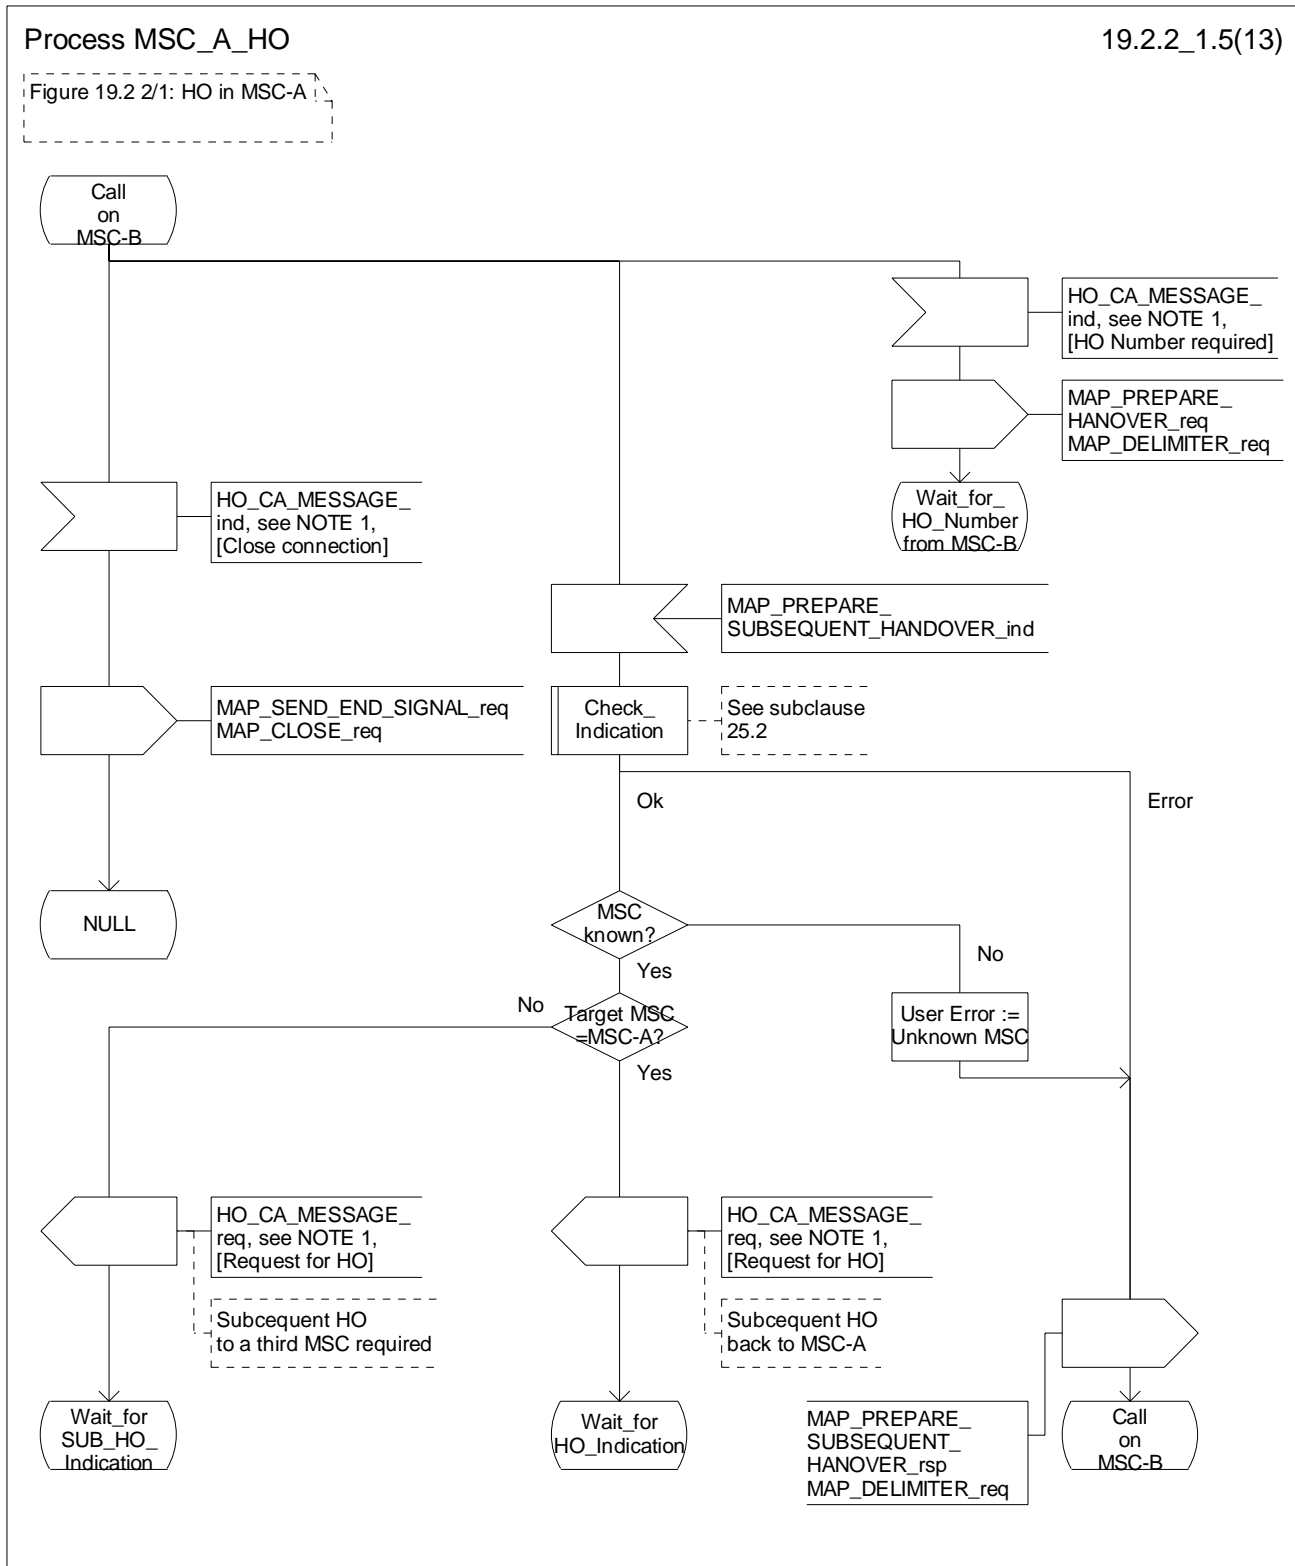 Process MSC_A_HO
19.2.2_1.5(13)
Figure 19.2 2/1: HO in MSC-A
Call
on
MSC-B
HO_CA_MESSAGE_
ind, see NOTE 1,
[HO Number required]
MAP_PREPARE_
HANOVER_req
MAP_DELIMITER_req
Wait_for_
HO_Number
from MSC-B
HO_CA_MESSAGE_
ind, see NOTE 1,
[Close connection]
MAP_PREPARE_
SUBSEQUENT_HANDOVER_ind
MAP_SEND_END_SIGNAL_req
MAP_CLOSE_req
Check_
Indication
See subclause
25.2
Ok
Error
NULL
MSC
known?
No
Yes
No
Target MSC
=MSC-A?
User Error :=
Unknown MSC
Yes
HO_CA_MESSAGE_
req, see NOTE 1,
[Request for HO]
Subcequent HO
to a third MSC required
HO_CA_MESSAGE_
req, see NOTE 1,
[Request for HO]
Subcequent HO
back to MSC-A
Wait_for
SUB_HO_
Indication
Wait_for
HO_Indication
MAP_PREPARE_
SUBSEQUENT_
HANOVER_rsp
MAP_DELIMITER_req
Call
on
MSC-B